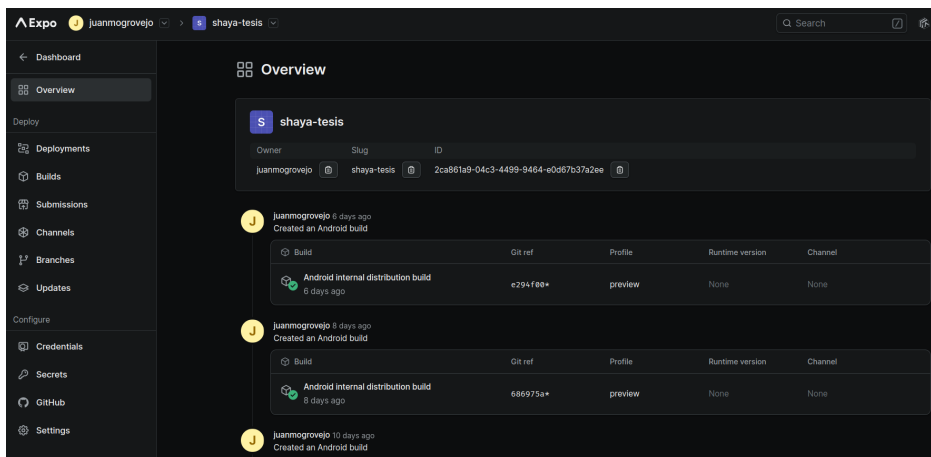 Expo J juanmogrovejo > S shaya-tesis
Search /
Dashboard
Overview
Deploy
Deployments
Builds
Submissions
Channels
Branches
Updates
Configure
Credentials
Secrets
GitHub
Settings
Overview
S shaya-tesis
Owner Slug ID
juanmogrovejo shaya-tesis 2ca861a9-04c3-4499-9464-e0d67b37a2ee
J juanmogrovejo 6 days ago
Created an Android build
Build Git ref Profile Runtime version Channel
Android internal distribution build
6 days ago
e294f00* preview None None
J juanmogrovejo 8 days ago
Created an Android build
Build Git ref Profile Runtime version Channel
Android internal distribution build
8 days ago
686975a* preview None None
J juanmogrovejo 10 days ago
Created an Android build